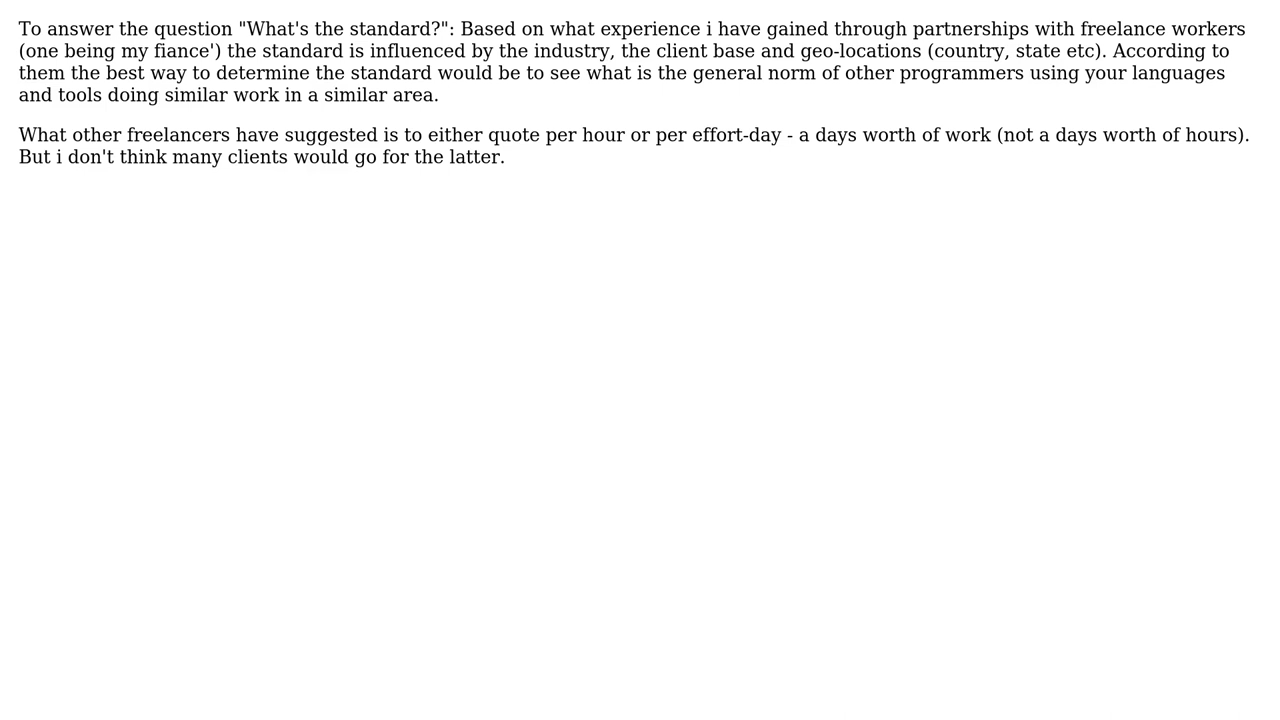 To answer the question "What's the standard?": Based on what experience i have gained through partnerships with freelance workers
(one being my fiance') the standard is influenced by the industry, the client base and geo-locations (country, state etc). According to
them the best way to determine the standard would be to see what is the general norm of other programmers using your languages
and tools doing similar work in a similar area.
What other freelancers have suggested is to either quote per hour or per effort-day - a days worth of work (not a days worth of hours).
But i don't think many clients would go for the latter.